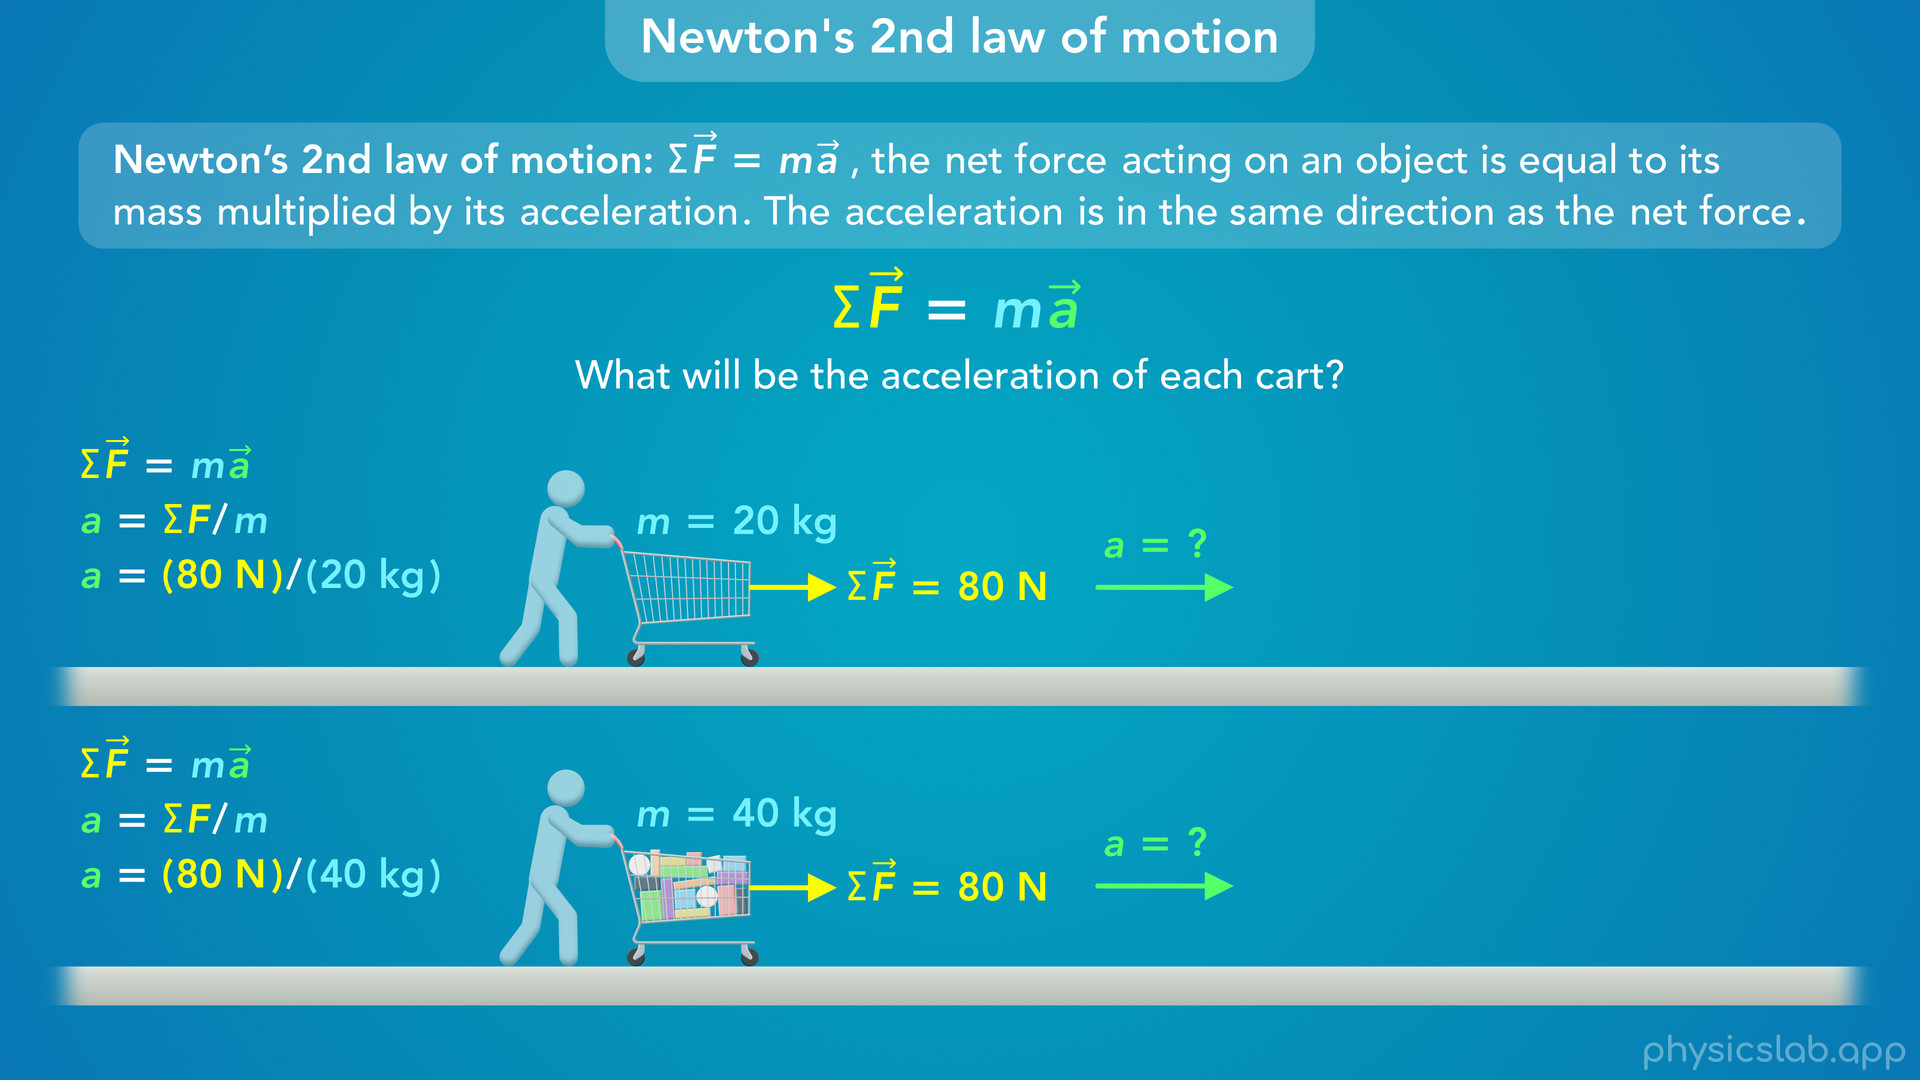 Newton's 2nd law of motion
Newton’s 2nd law of motion: ΣF⃗ = ma⃗ , the net force acting on an object is equal to its
mass multiplied by its acceleration. The acceleration is in the same direction as the net force.
ΣF⃗ = ma⃗
What will be the acceleration of each cart?
ΣF⃗ = ma⃗
a = ΣF/m
a = (80 N)/(20 kg)
m = 20 kg
ΣF⃗ = 80 N
a = ?
ΣF⃗ = ma⃗
a = ΣF/m
a = (80 N)/(40 kg)
m = 40 kg
ΣF⃗ = 80 N
a = ?
physicslab.app